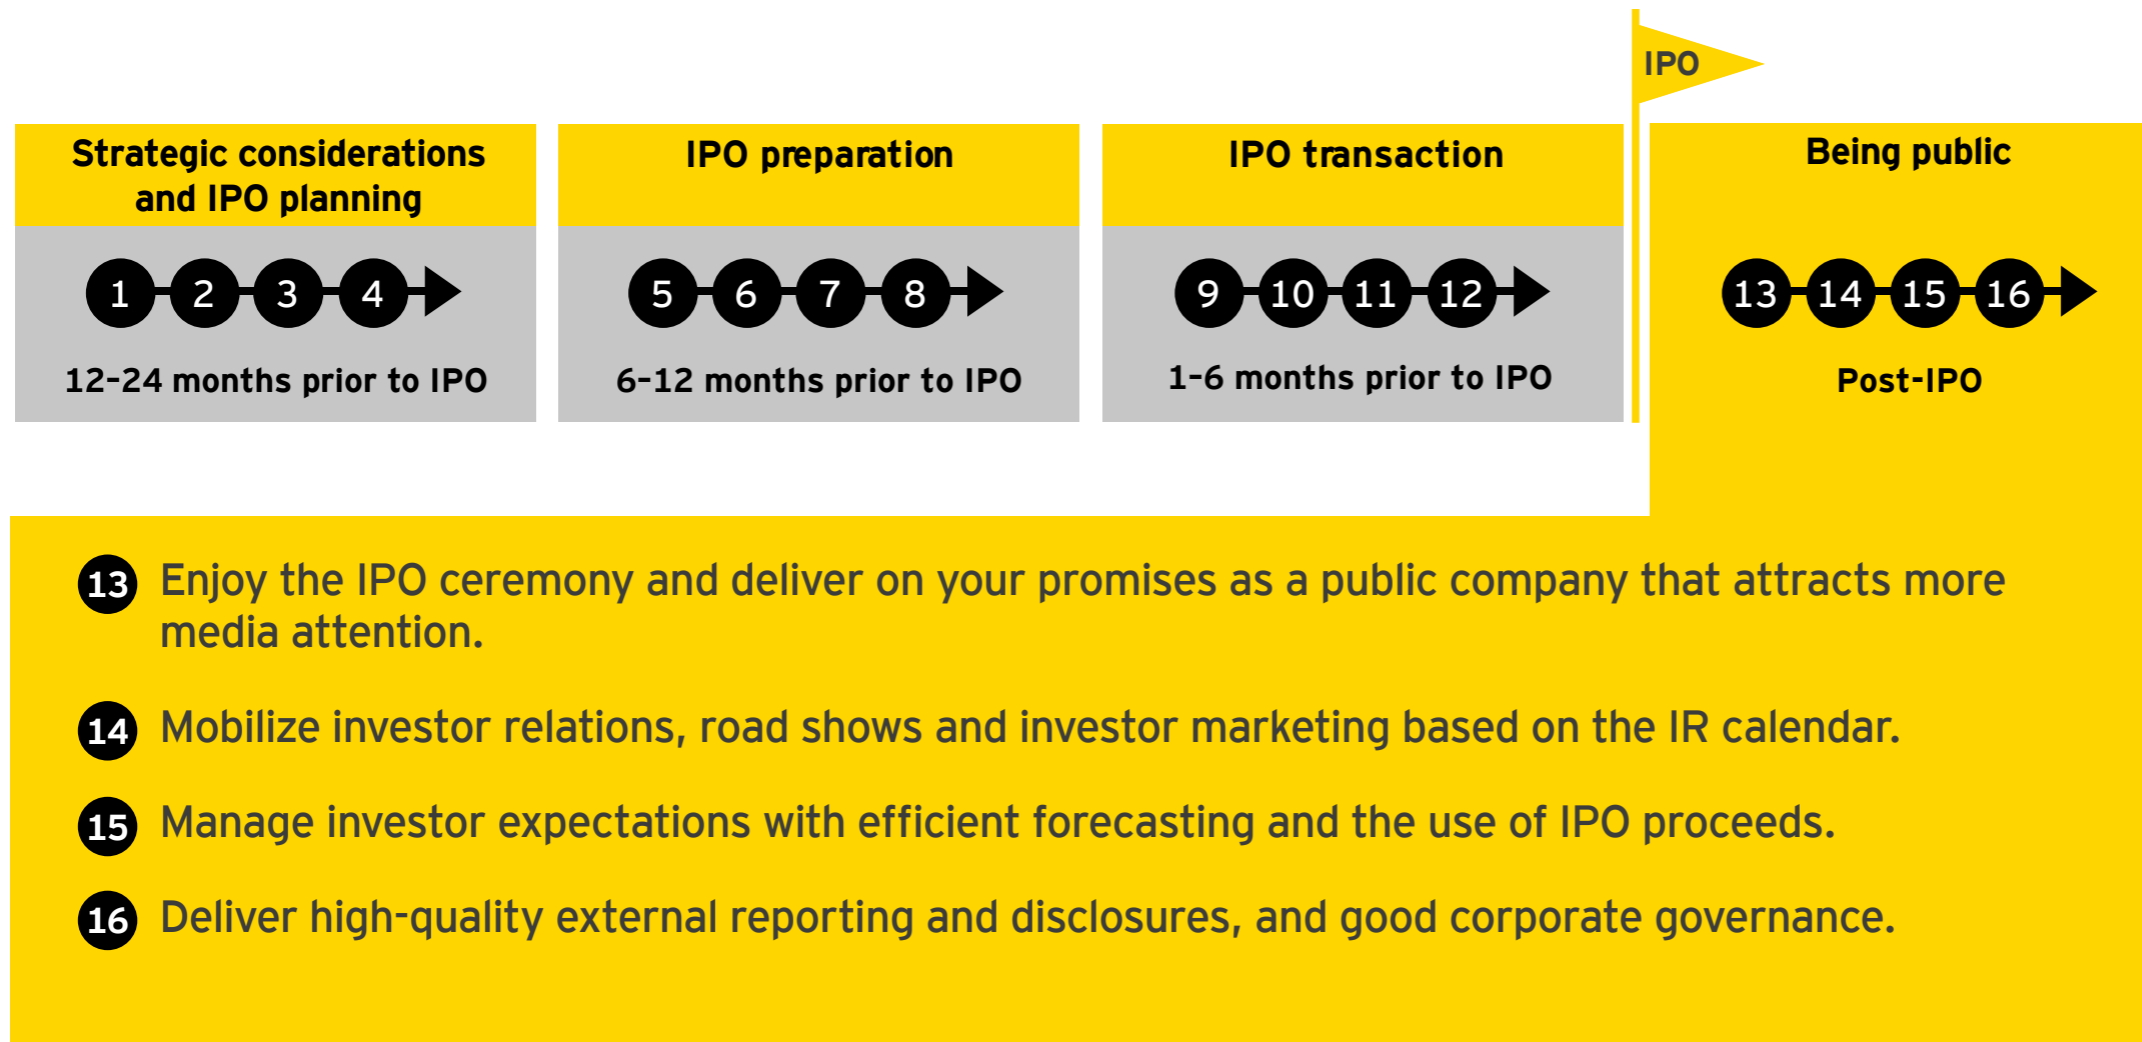 IPO
Strategic considerations
and IPO planning
1 2 3 4
12–24 months prior to IPO
IPO preparation
5 6 7 8
6–12 months prior to IPO
IPO transaction
9 10 11 12
1–6 months prior to IPO
Being public
13 14 15 16
Post-IPO
13 Enjoy the IPO ceremony and deliver on your promises as a public company that attracts more
media attention.
14 Mobilize investor relations, road shows and investor marketing based on the IR calendar.
15 Manage investor expectations with efficient forecasting and the use of IPO proceeds.
16 Deliver high-quality external reporting and disclosures, and good corporate governance.